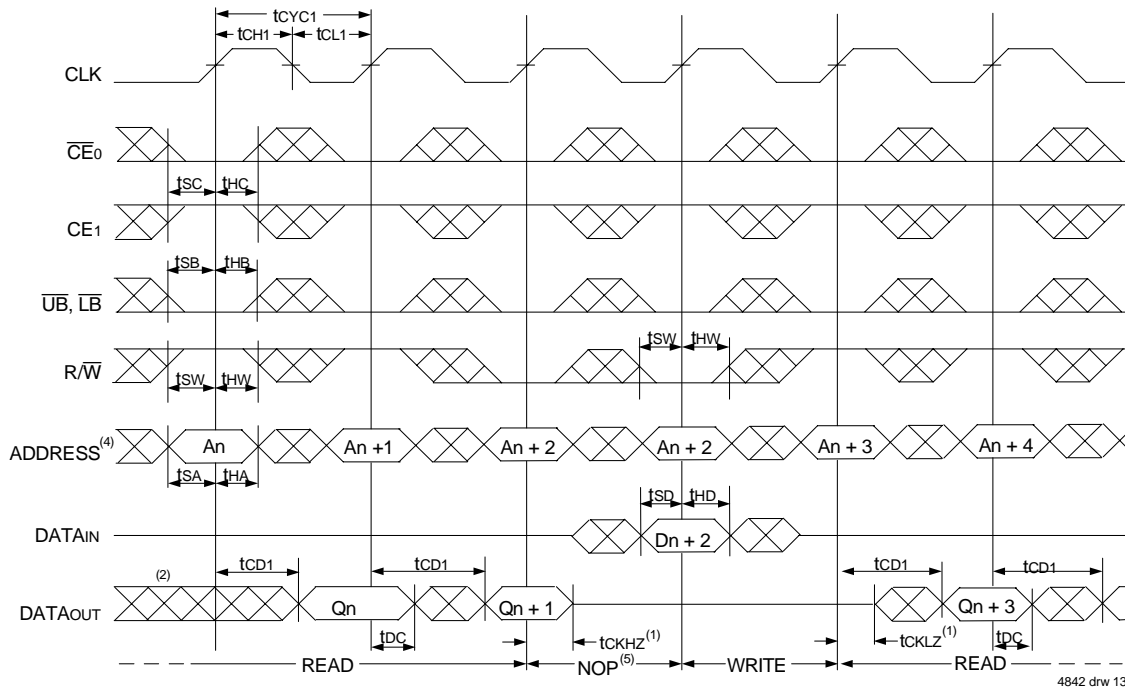 tCYC1
tCH1 tCL1
CLK
CE0
tSC tHC
CE1
tSB tHB
UB, LB
tSW tHW
R/W
tSW tHW
ADDRESS(4) An An +1 An + 2 An + 2 An + 3 An + 4
tSA tHA
tSD tHD
DATAIN Dn + 2
tCD1 tCD1 tCD1 tCD1
(2)
DATAOUT Qn Qn + 1 Qn + 3
tDC tCKHZ(1) tCKLZ(1) tDC
READ NOP(5) WRITE READ
4842 drw 13